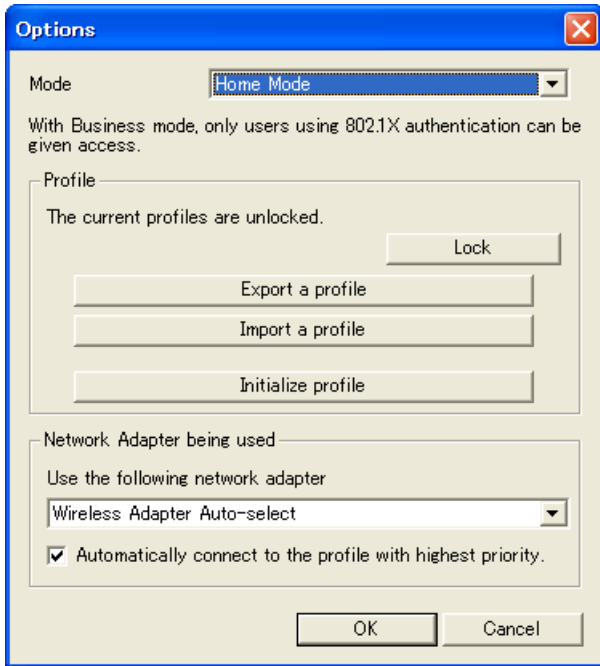 Options
Mode
Home Mode
With Business mode, only users using 802.1X authentication can be
given access.
Profile
The current profiles are unlocked.
Lock
Export a profile
Import a profile
Initialize profile
Network Adapter being used
Use the following network adapter
Wireless Adapter Auto-select
Automatically connect to the profile with highest priority.
OK
Cancel